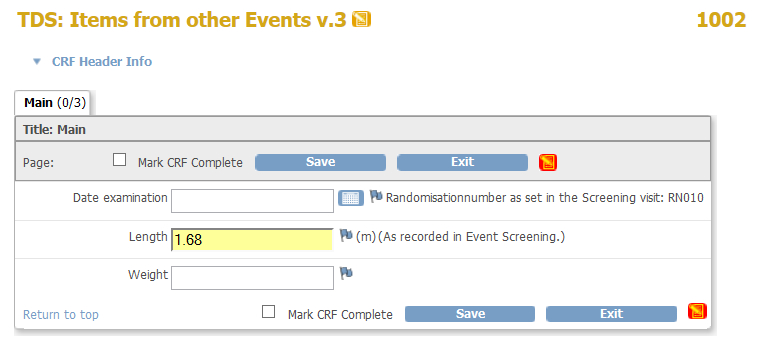 TDS: Items from other Events v.3 1002
CRF Header Info
Main (0/3)
Title: Main
Page: Mark CRF Complete Save Exit
Date examination Randomisationnumber as set in the Screening visit: RN010
Length 1.68 (m) (As recorded in Event Screening.)
Weight
Return to top Mark CRF Complete Save Exit